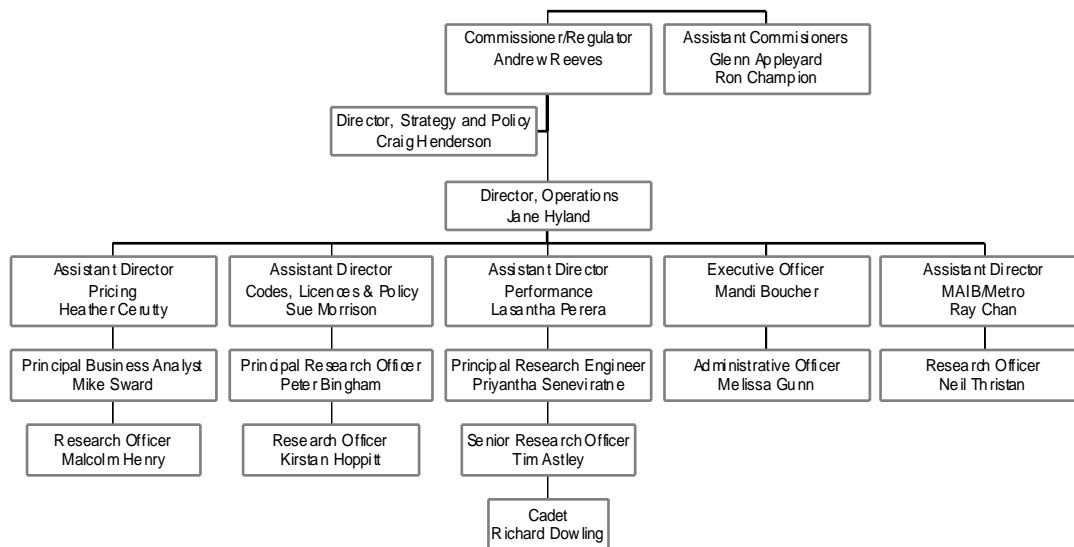 Commissioner/Regulator
Andrew Reeves
Assistant Commisioners
Glenn Appleyard
Ron Champion
Director, Strategy and Policy
Craig Henderson
Director, Operations
Jane Hyland
Assistant Director
Pricing
Heather Cerutty
Assistant Director
Codes, Licences & Policy
Sue Morrison
Assistant Director
Performance
Lasantha Perera
Executive Officer
Mandi Boucher
Assistant Director
MAIB/Metro
Ray Chan
Principal Business Analyst
Mike Sward
Principal Research Officer
Peter Bingham
Principal Research Engineer
Priyantha Seneviratne
Administrative Officer
Melissa Gunn
Research Officer
Neil Thristan
Research Officer
Malcolm Henry
Research Officer
Kirstan Hoppitt
Senior Research Officer
Tim Astley
Cadet
Richard Dowling